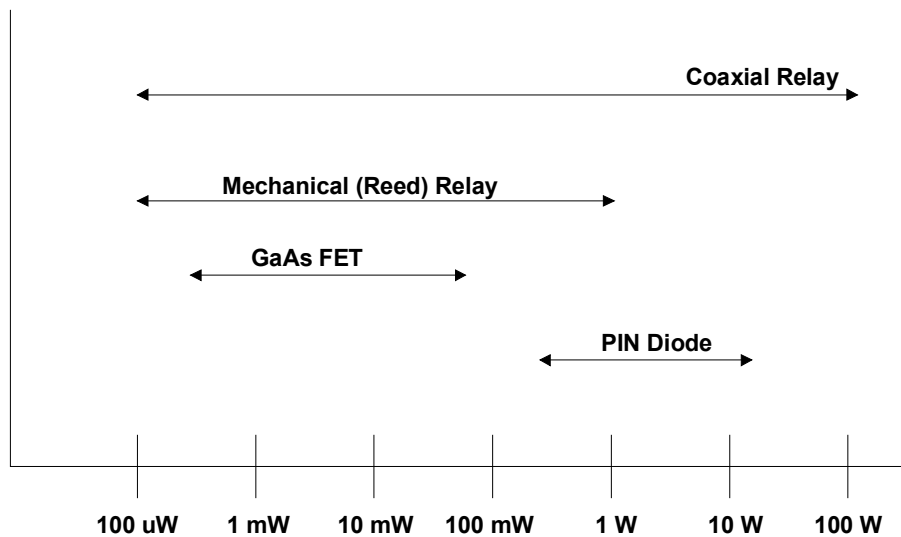 Coaxial Relay
Mechanical (Reed) Relay
GaAs FET
PIN Diode
100 uW 1 mW 10 mW 100 mW 1 W 10 W 100 W